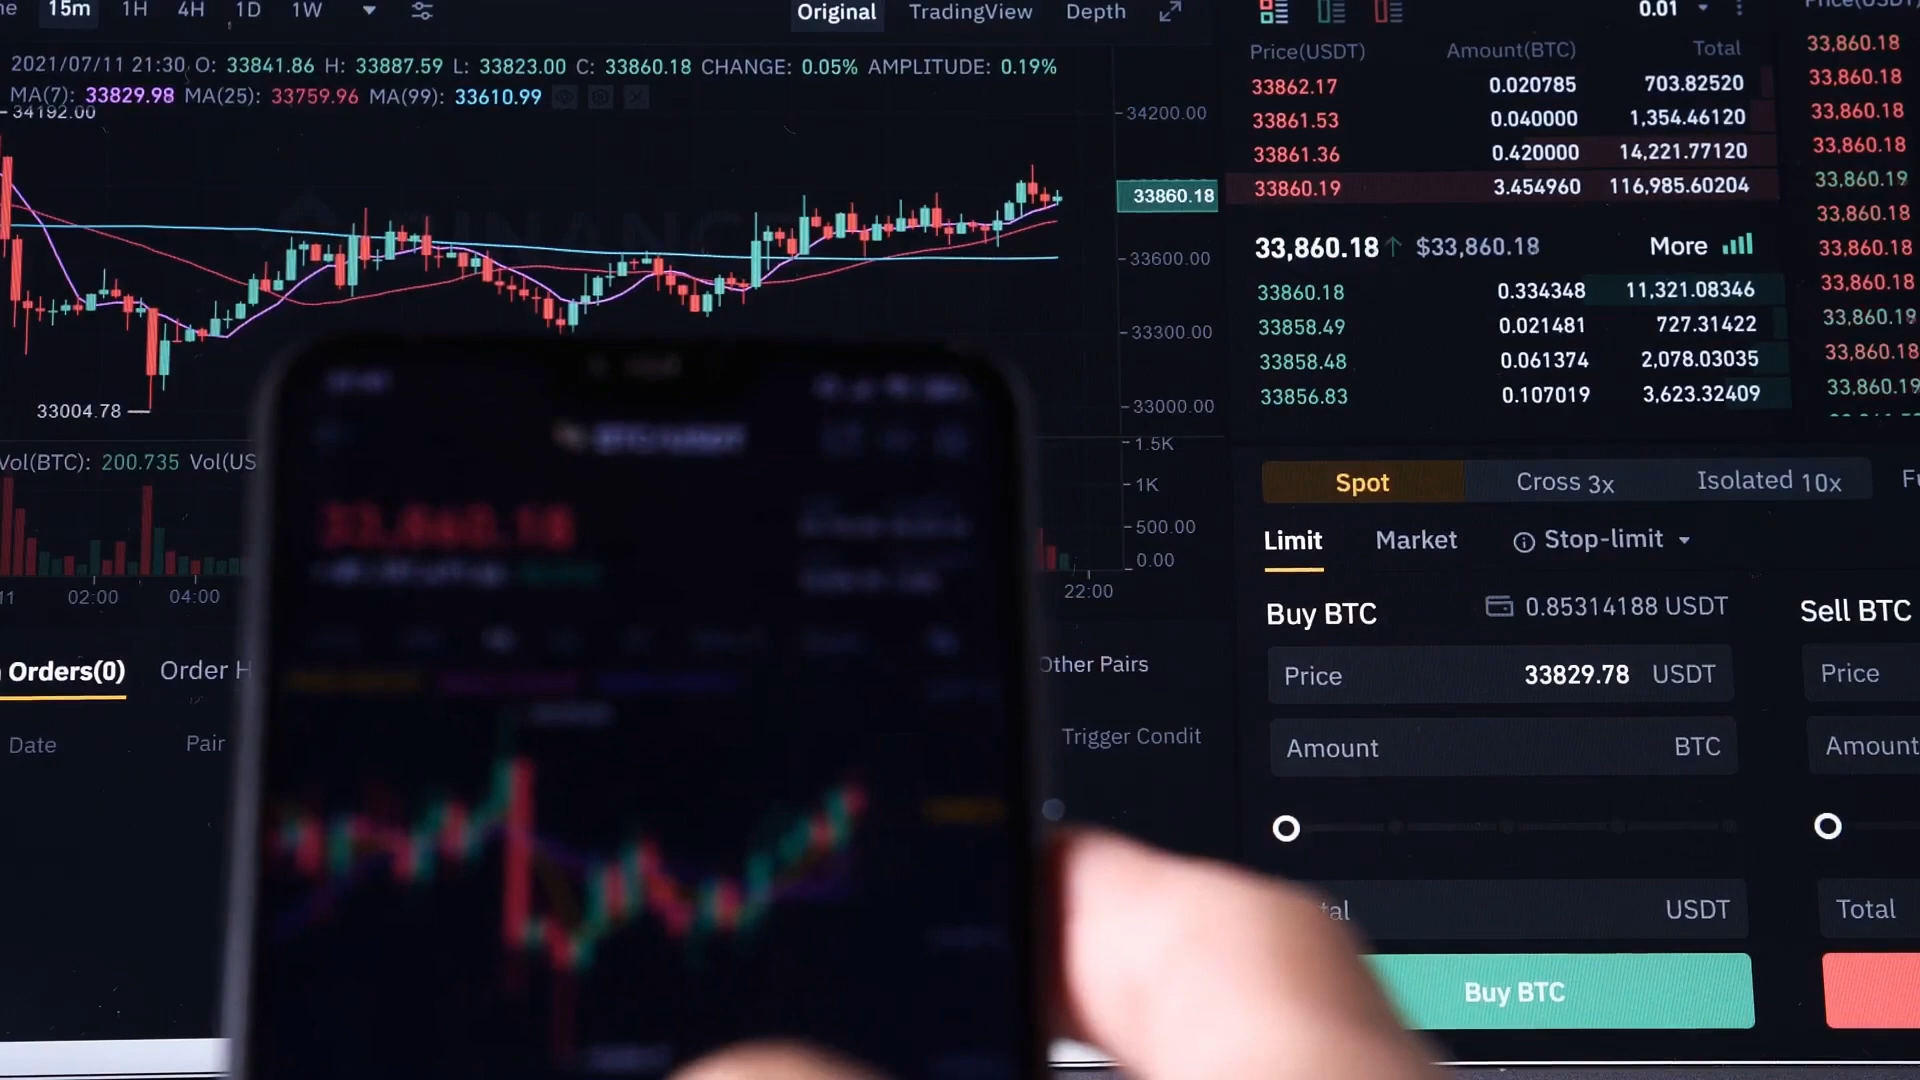 15m 1H 4H 1D 1W
Original TradingView Depth
2021/07/11 21:30 O: 33841.86 H: 33887.59 L: 33823.00 C: 33860.18 CHANGE: 0.05% AMPLITUDE: 0.19%
MA(7): 33829.98 MA(25): 33759.96 MA(99): 33610.99
34192.00
34200.00
33860.18
33600.00
33300.00
33004.78
33000.00
Vol(BTC): 200.735 Vol(US
1.5K
1K
500.00
0.00
11 02:00 04:00 22:00
Orders(0) Order H
Other Pairs
Date Pair Trigger Condit
33,860.18
0.01
Price(USDT) Amount(BTC) Total
33862.17 0.020785 703.82520
33861.53 0.040000 1,354.46120
33861.36 0.420000 14,221.77120
33860.19 3.454960 116,985.60204
33,860.18 $33,860.18 More
33860.18 0.334348 11,321.08346
33858.49 0.021481 727.31422
33858.48 0.061374 2,078.03035
33856.83 0.107019 3,623.32409
33,860.18
33,860.18
33,860.18
33,860.18
33,860.19
33,860.18
33,860.18
33,860.18
33,860.19
33,860.18
33,860.19
Spot Cross 3x Isolated 10x
Limit Market Stop-limit
Buy BTC 0.85314188 USDT
Price 33829.78 USDT
Amount BTC
USDT
Buy BTC
Sell BTC
Price
Amount
Total